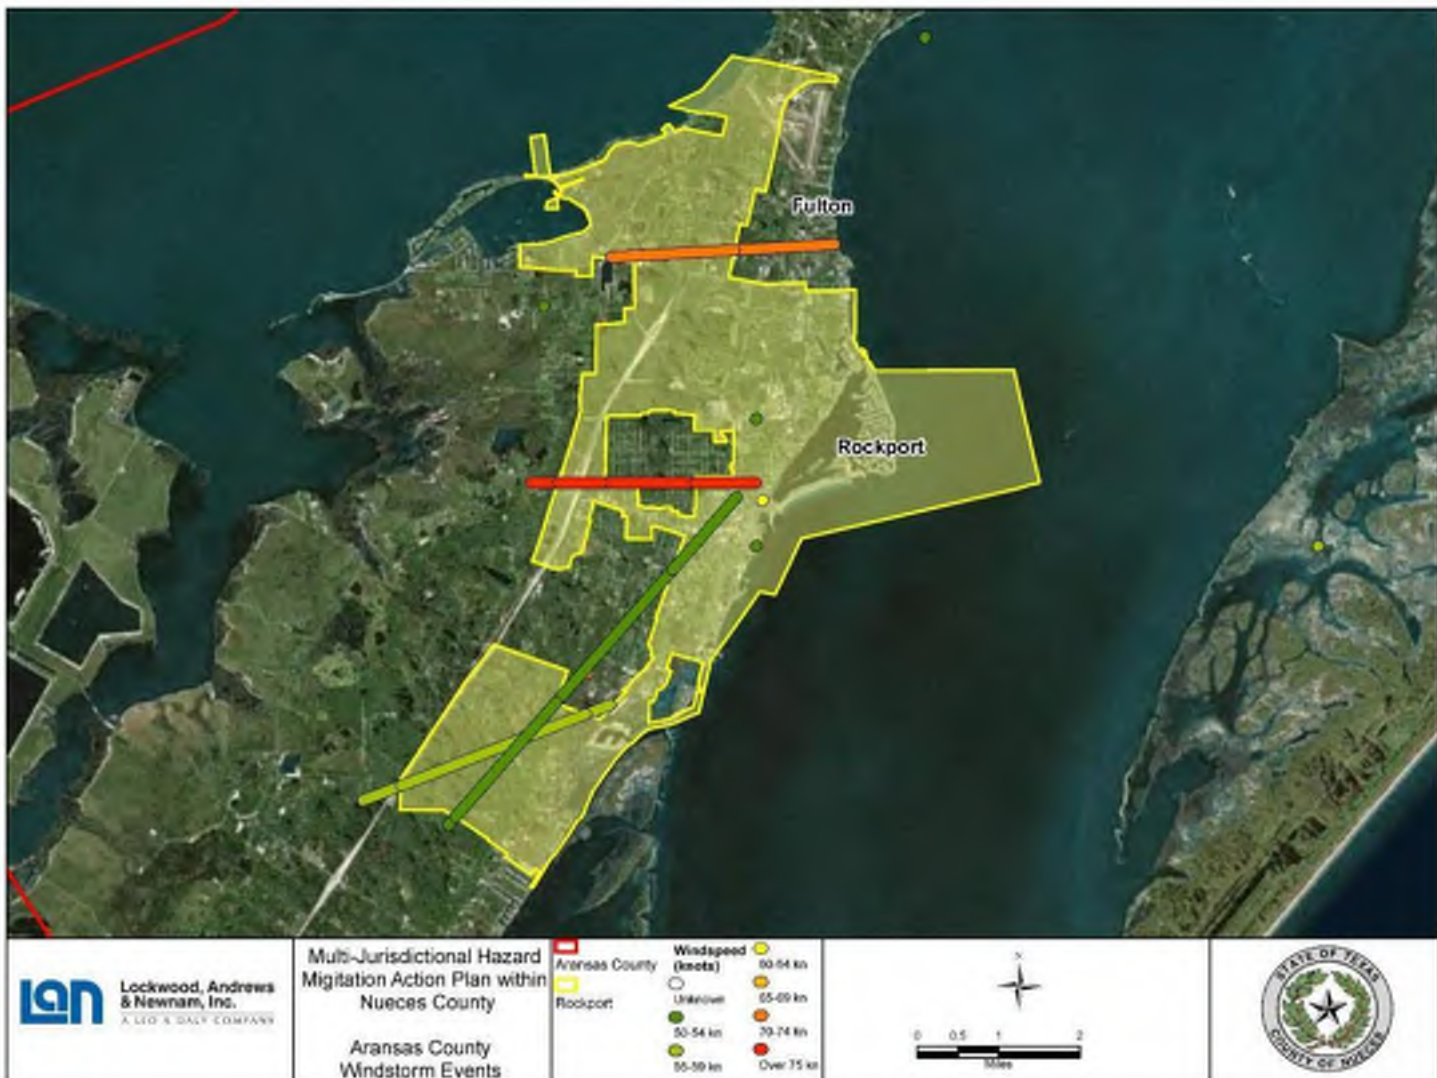 Fulton
Rockport
Lan
Lockwood, Andrews
& Newnam, Inc.
A LEO A DALY COMPANY
Multi-Jurisdictional Hazard
Migitation Action Plan within
Nueces County
Aransas County
Windstorm Events
Aransas County
Rockport
Windspeed
(knots)
Unknown
50-54 kn
55-59 kn
60-64 kn
65-69 kn
70-74 kn
Over 75 kn
N
0 0.5 1 2
Miles
STATE OF TEXAS
COUNTY OF NUECES